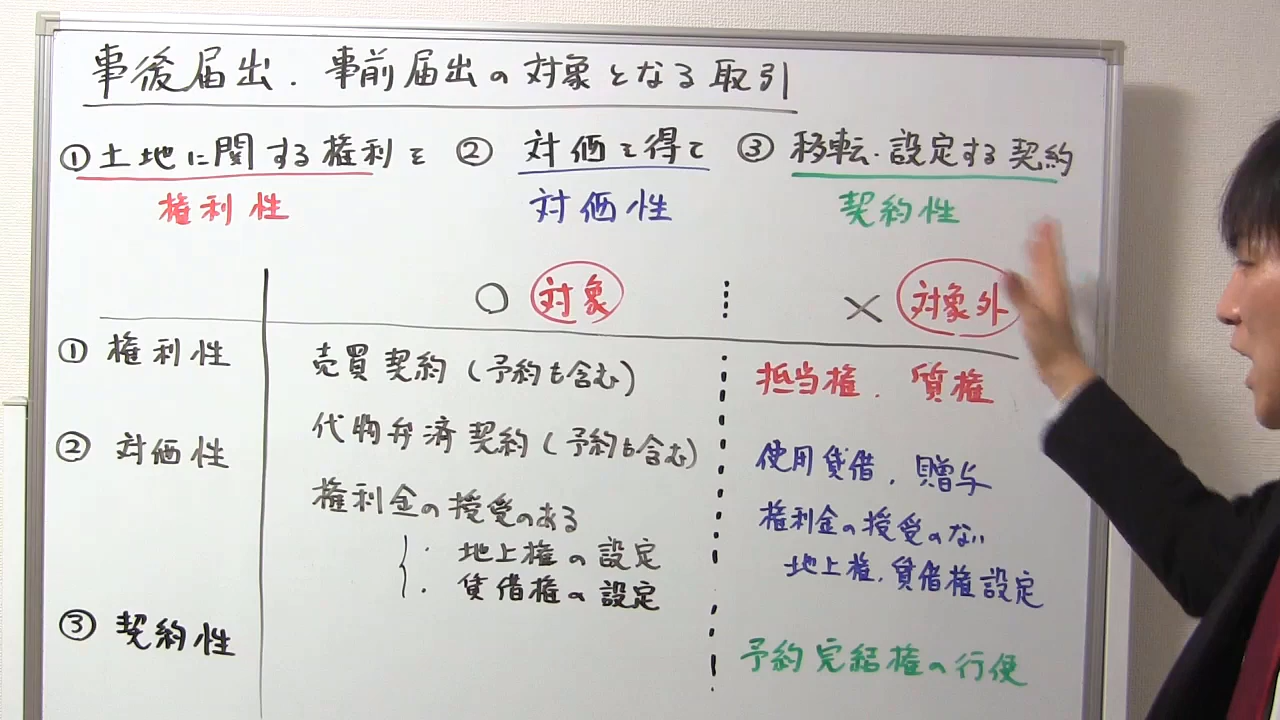 事後届出．事前届出の対象となる取引
①土地に関する権利を ② 対価を得て ③ 移転・設定する契約
権利性 対価性 契約性
○ 対象 × 対象外
① 権利性 売買契約（予約も含む） 抵当権．質権
② 対価性 代物弁済契約（予約も含む） 使用貸借．贈与
権利金の授受のある 権利金の授受のない
・地上権の設定 地上権．賃借権設定
・賃借権の設定
③ 契約性 予約完結権の行使